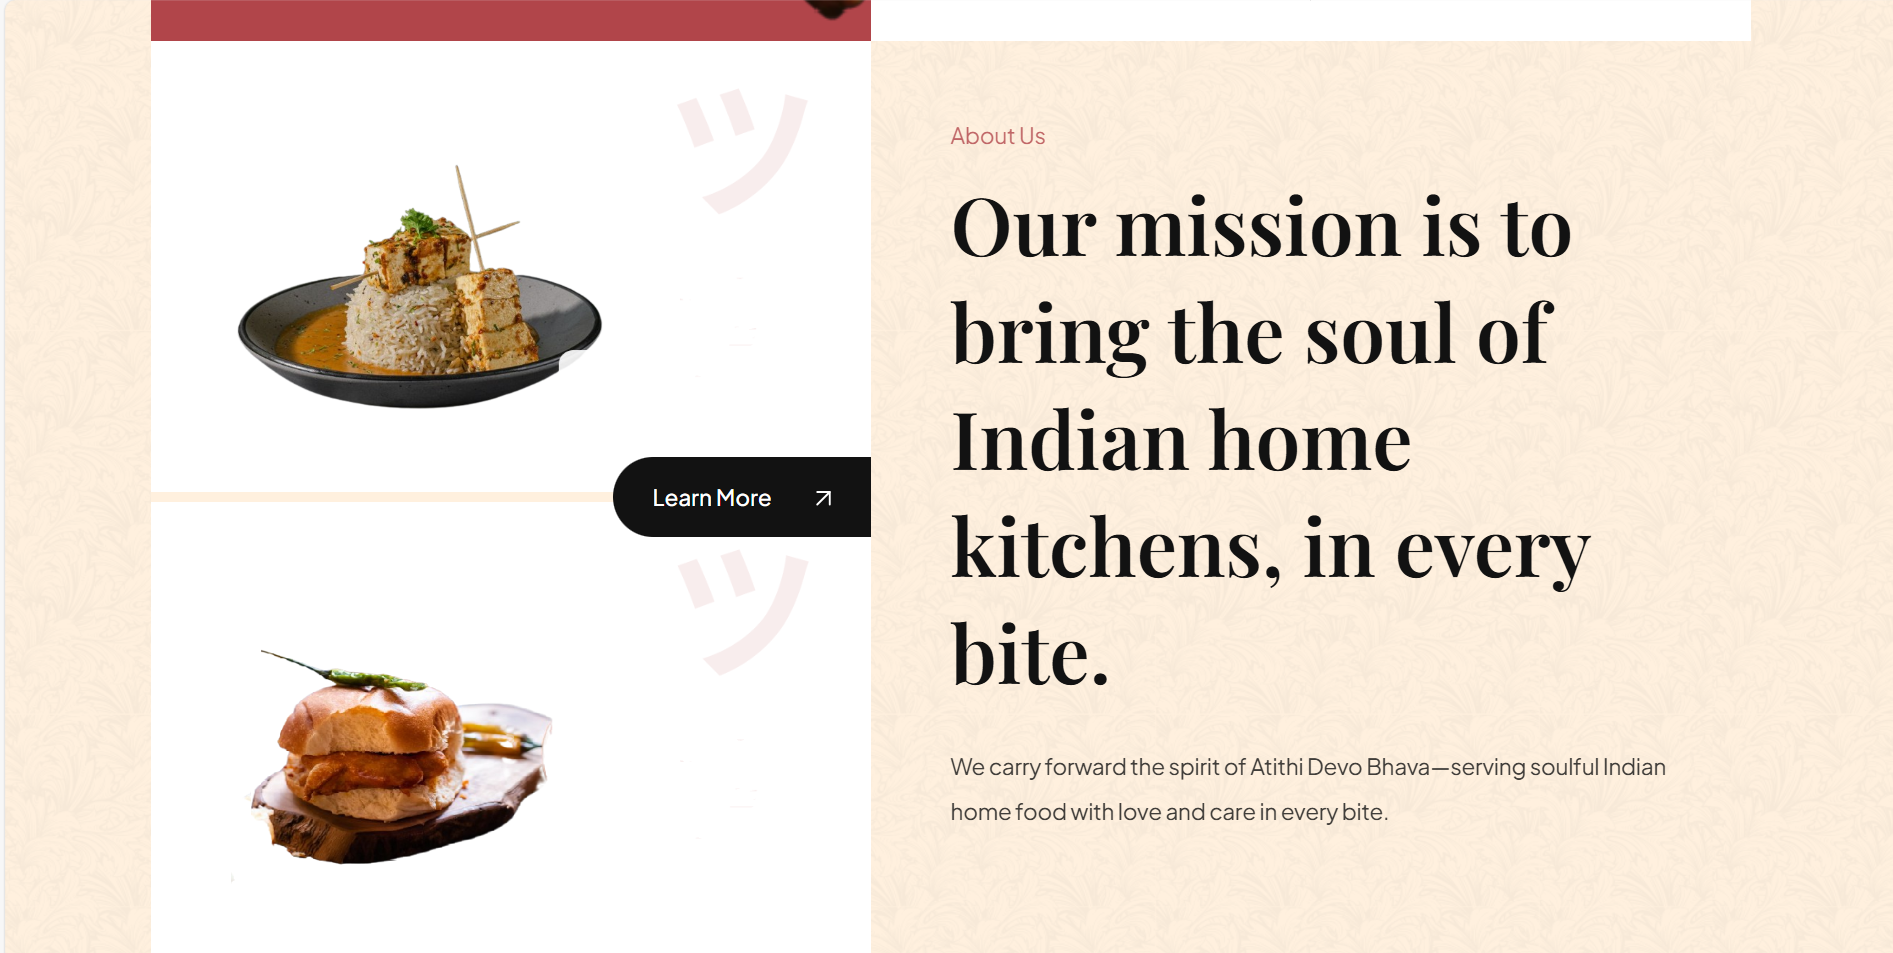 ツ
Learn More
ツ
About Us
Our mission is to
bring the soul of
Indian home
kitchens, in every
bite.
We carry forward the spirit of Atithi Devo Bhava—serving soulful Indian
home food with love and care in every bite.